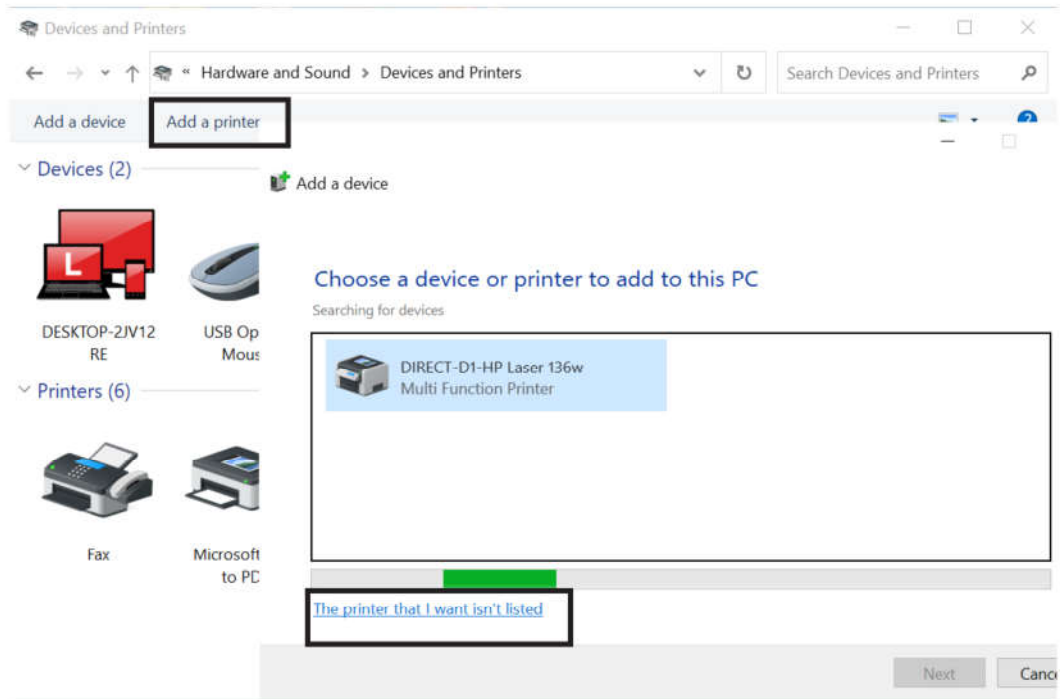 Devices and Printers
« Hardware and Sound > Devices and Printers
Search Devices and Printers
Add a device
Add a printer
?
Devices (2)
Add a device
L
Choose a device or printer to add to this PC
Searching for devices
DESKTOP-2JV12
RE
USB Op
Mous
DIRECT-D1-HP Laser 136w
Multi Function Printer
Printers (6)
Fax
Microsoft
to PD
The printer that I want isn't listed
Next
Canc